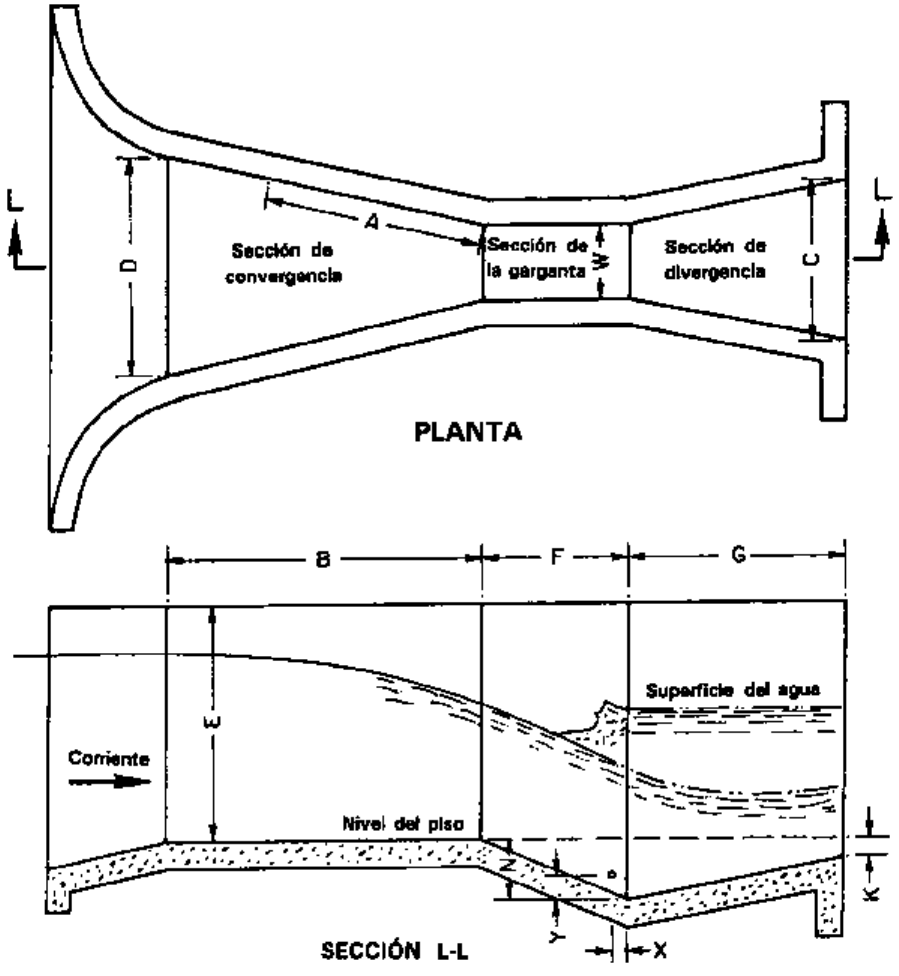 L
L
D
A
Sección de
convergencia
Sección de
la garganta
W
Sección de
divergencia
C
PLANTA
B
F
G
E
Superficie del agua
Corriente
Nivel del piso
N
Y
X
K
SECCIÓN L-L